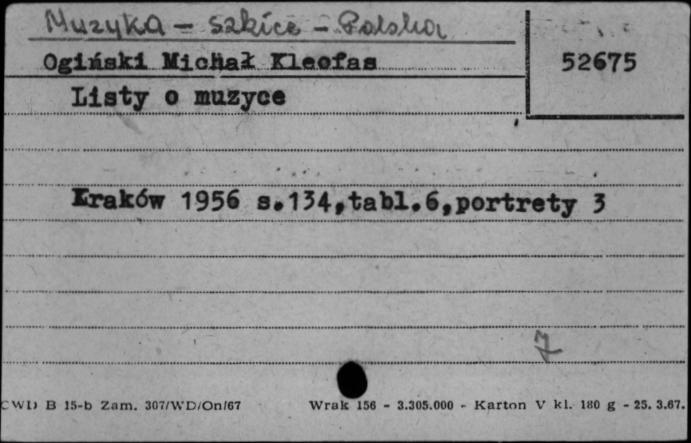 Muzyka – szkice – Polska
Ogiński Michał Kleofas
52675
Listy o muzyce
Kraków 1956 s.134,tabl.6,portrety 3
7
CWD B 15-b Zam. 307/WD/On/67 Wrak 156 - 3.305.000 - Karton V kl. 180 g - 25. 3.67.